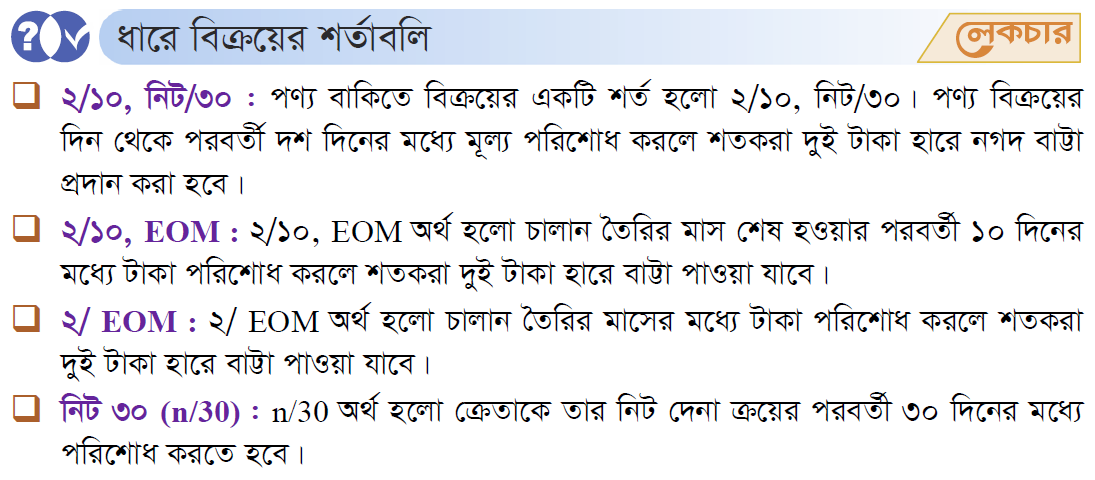 ধারে বিক্রয়ের শর্তাবলি
লেকচার
২/১০, নিট/৩০ : পণ্য বাকিতে বিক্রয়ের একটি শর্ত হলো ২/১০, নিট/৩০। পণ্য বিক্রয়ের
দিন থেকে পরবর্তী দশ দিনের মধ্যে মূল্য পরিশোধ করলে শতকরা দুই টাকা হারে নগদ বাট্টা
প্রদান করা হবে।
২/১০, EOM : ২/১০, EOM অর্থ হলো চালান তৈরির মাস শেষ হওয়ার পরবর্তী ১০ দিনের
মধ্যে টাকা পরিশোধ করলে শতকরা দুই টাকা হারে বাট্টা পাওয়া যাবে।
২/ EOM : ২/ EOM অর্থ হলো চালান তৈরির মাসের মধ্যে টাকা পরিশোধ করলে শতকরা
দুই টাকা হারে বাট্টা পাওয়া যাবে।
নিট ৩০ (n/30) : n/30 অর্থ হলো ক্রেতাকে তার নিট দেনা ক্রয়ের পরবর্তী ৩০ দিনের মধ্যে
পরিশোধ করতে হবে।